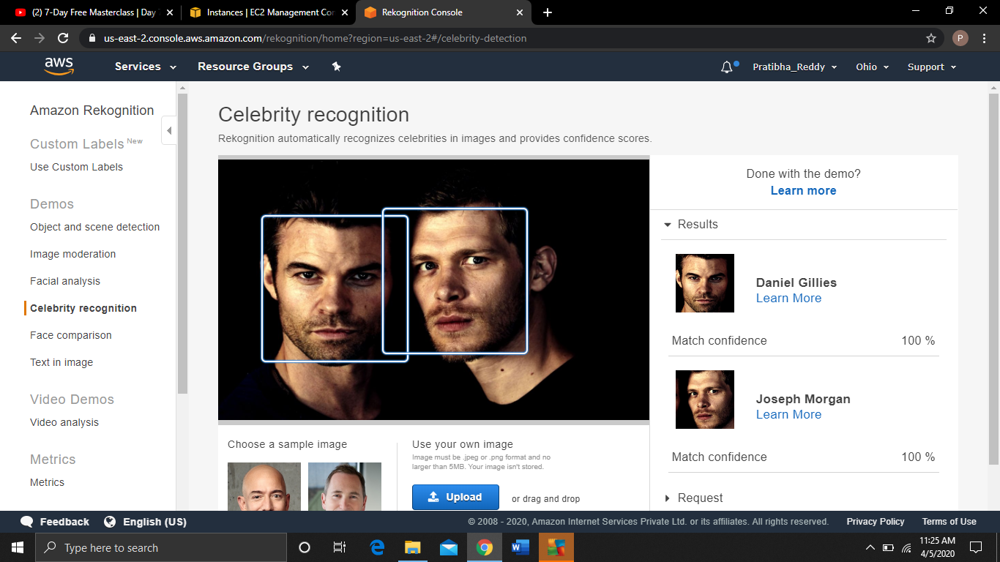 (2) 7-Day Free Masterclass | Day
Instances | EC2 Management Con
Rekognition Console
us-east-2.console.aws.amazon.com/rekognition/home?region=us-east-2#/celebrity-detection
P
aws
Services
Resource Groups
Pratibha_Reddy
Ohio
Support
Amazon Rekognition
Custom Labels New
Use Custom Labels
Demos
Object and scene detection
Image moderation
Facial analysis
Celebrity recognition
Face comparison
Text in image
Video Demos
Video analysis
Metrics
Metrics
Celebrity recognition
Rekognition automatically recognizes celebrities in images and provides confidence scores.
Choose a sample image
Use your own image
Image must be .jpeg or .png format and no
larger than 5MB. Your image isn't stored.
Upload
or drag and drop
Done with the demo?
Learn more
Results
Daniel Gillies
Learn More
Match confidence 100 %
Joseph Morgan
Learn More
Match confidence 100 %
Request
Feedback
English (US)
© 2008 - 2020, Amazon Internet Services Private Ltd. or its affiliates. All rights reserved.
Privacy Policy
Terms of Use
Type here to search
11:25 AM
4/5/2020